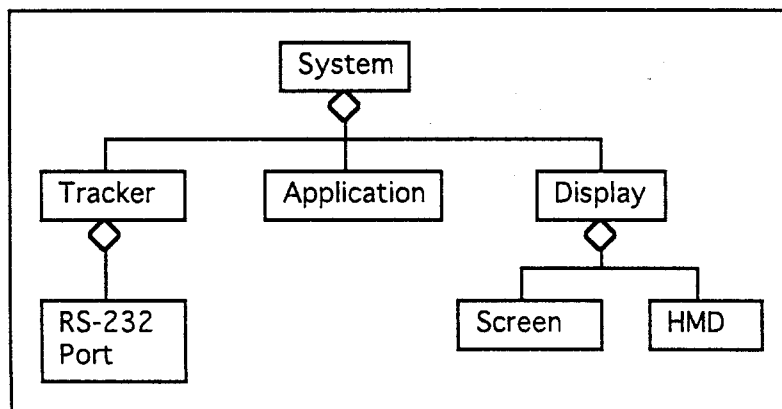 System
Tracker
Application
Display
RS-232
Port
Screen
HMD